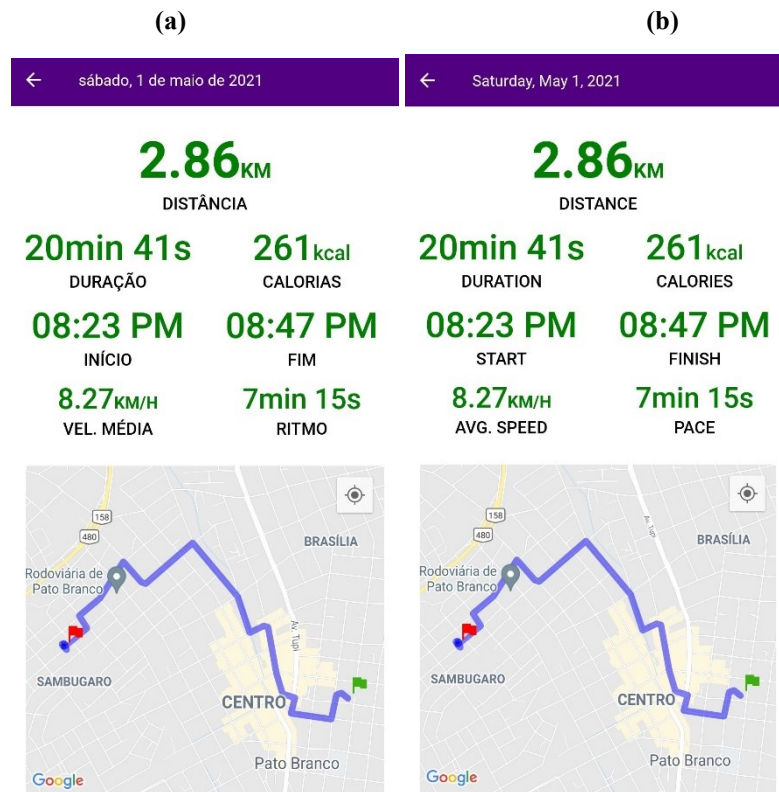 (a)
(b)
sábado, 1 de maio de 2021
2.86KM
DISTÂNCIA
20min 41s
261kcal
DURAÇÃO
CALORIAS
08:23 PM
08:47 PM
INÍCIO
FIM
8.27KM/H
7min 15s
VEL. MÉDIA
RITMO
158
480
BRASÍLIA
Rodoviária de
Pato Branco
Av. Tupi
SAMBUGARO
CENTRO
Pato Branco
Google
Saturday, May 1, 2021
2.86KM
DISTANCE
20min 41s
261kcal
DURATION
CALORIES
08:23 PM
08:47 PM
START
FINISH
8.27KM/H
7min 15s
AVG. SPEED
PACE
158
480
Av. Tupi
BRASÍLIA
Rodoviária de
Pato Branco
SAMBUGARO
CENTRO
Pato Branco
Google